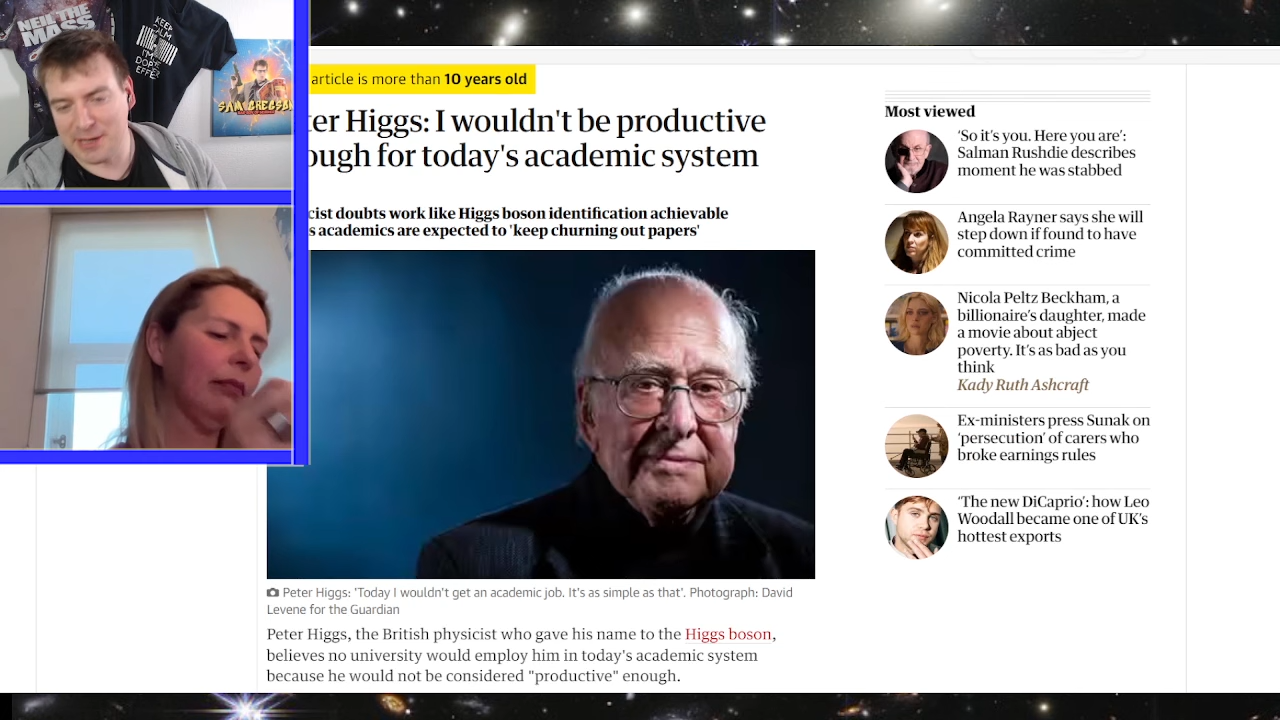 NEIL THE
MASS
KEEP
CALM
I'M
DOPE
EFFE
SAM GREGSON
article is more than 10 years old
ter Higgs: I wouldn't be productive
ough for today's academic system
cist doubts work like Higgs boson identification achievable
s academics are expected to 'keep churning out papers'
Peter Higgs: 'Today I wouldn't get an academic job. It's as simple as that'. Photograph: David
Levene for the Guardian
Peter Higgs, the British physicist who gave his name to the Higgs boson,
believes no university would employ him in today's academic system
because he would not be considered "productive" enough.
Most viewed
'So it's you. Here you are':
Salman Rushdie describes
moment he was stabbed
Angela Rayner says she will
step down if found to have
committed crime
Nicola Peltz Beckham, a
billionaire's daughter, made
a movie about abject
poverty. It's as bad as you
think
Kady Ruth Ashcraft
Ex-ministers press Sunak on
'persecution' of carers who
broke earnings rules
'The new DiCaprio': how Leo
Woodall became one of UK's
hottest exports